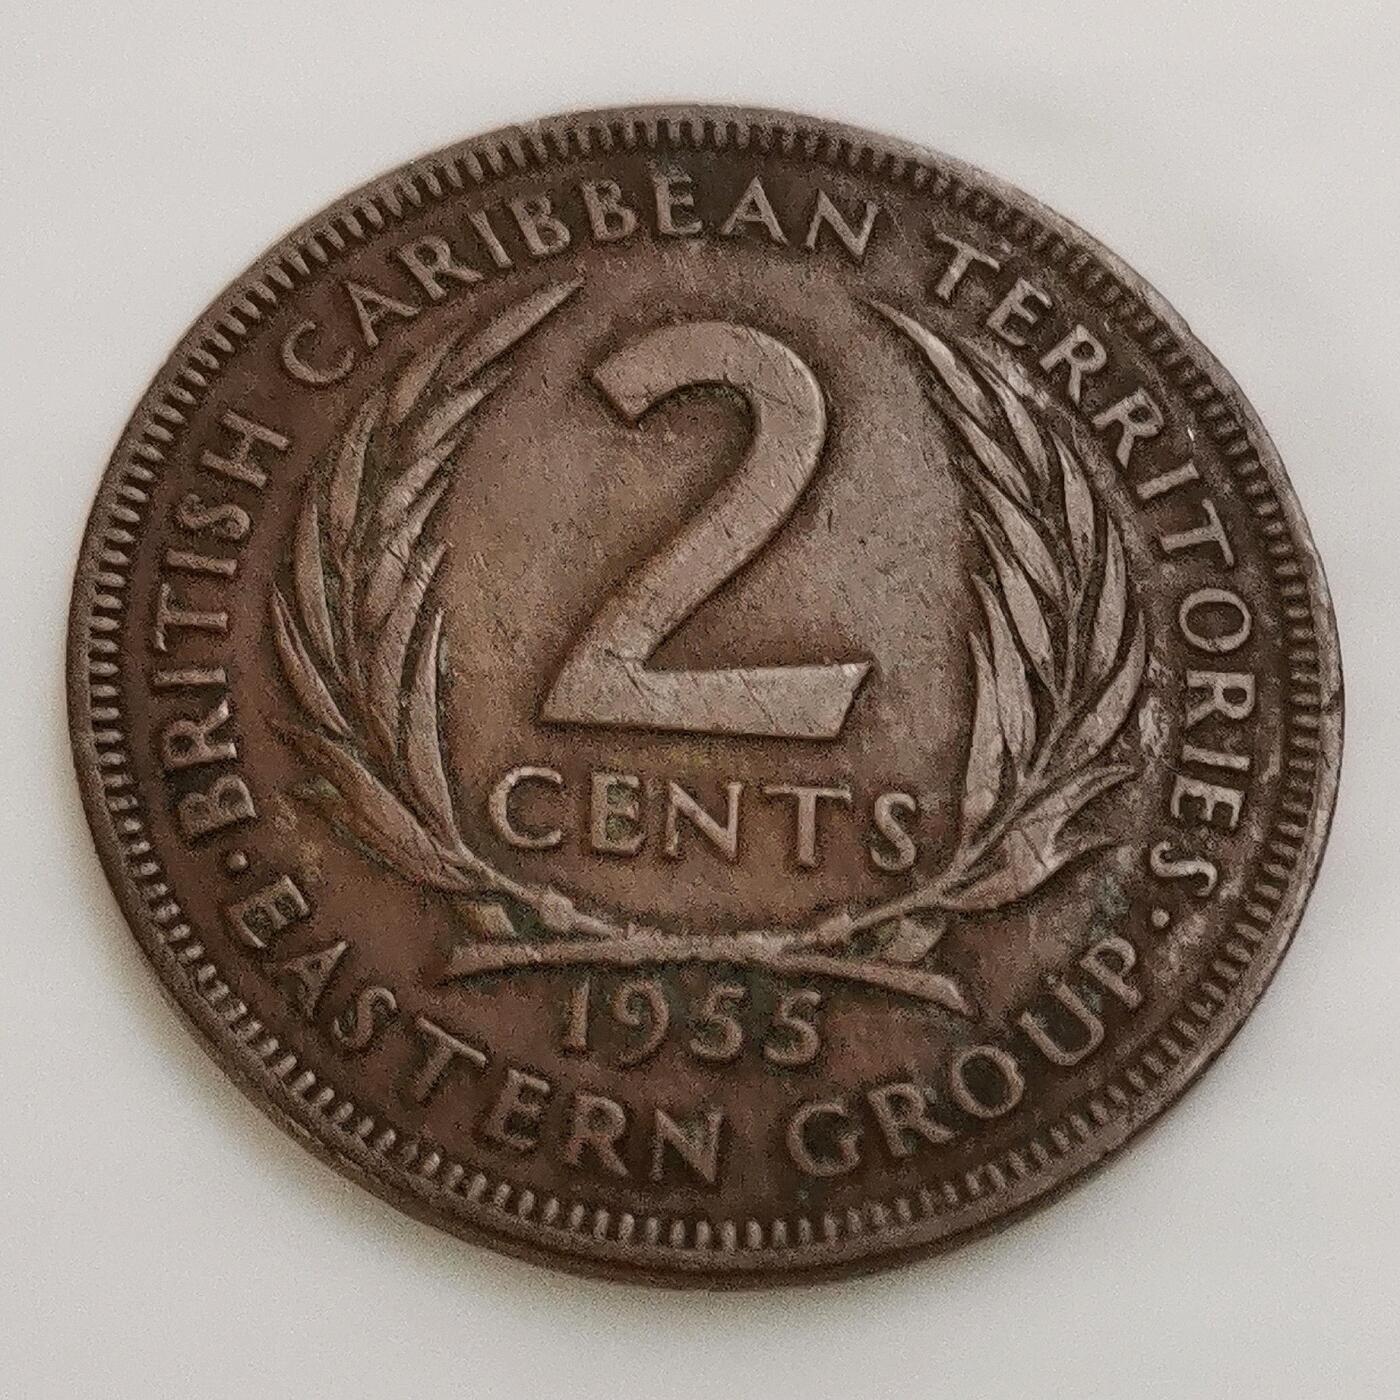 BRITISH CARIBBEAN TERRITORIES
2
CENTS
1955
· EASTERN GROUP ·